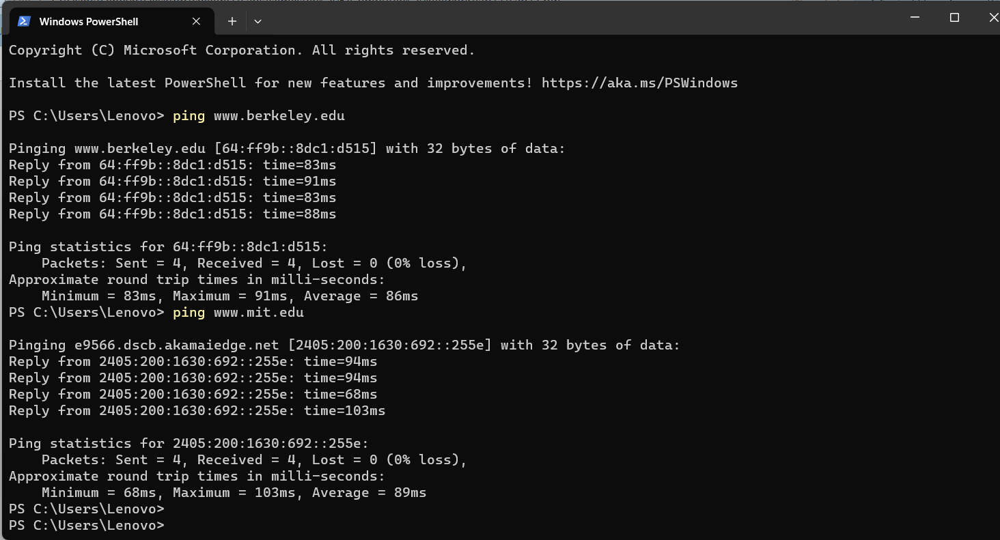 Windows PowerShell
Copyright (C) Microsoft Corporation. All rights reserved.
Install the latest PowerShell for new features and improvements! https://aka.ms/PSWindows
PS C:\Users\Lenovo> ping www.berkeley.edu
Pinging www.berkeley.edu [64:ff9b::8dc1:d515] with 32 bytes of data:
Reply from 64:ff9b::8dc1:d515: time=83ms
Reply from 64:ff9b::8dc1:d515: time=91ms
Reply from 64:ff9b::8dc1:d515: time=83ms
Reply from 64:ff9b::8dc1:d515: time=88ms
Ping statistics for 64:ff9b::8dc1:d515:
    Packets: Sent = 4, Received = 4, Lost = 0 (0% loss),
Approximate round trip times in milli-seconds:
    Minimum = 83ms, Maximum = 91ms, Average = 86ms
PS C:\Users\Lenovo> ping www.mit.edu
Pinging e9566.dscb.akamaiedge.net [2405:200:1630:692::255e] with 32 bytes of data:
Reply from 2405:200:1630:692::255e: time=94ms
Reply from 2405:200:1630:692::255e: time=94ms
Reply from 2405:200:1630:692::255e: time=68ms
Reply from 2405:200:1630:692::255e: time=103ms
Ping statistics for 2405:200:1630:692::255e:
    Packets: Sent = 4, Received = 4, Lost = 0 (0% loss),
Approximate round trip times in milli-seconds:
    Minimum = 68ms, Maximum = 103ms, Average = 89ms
PS C:\Users\Lenovo>
PS C:\Users\Lenovo>